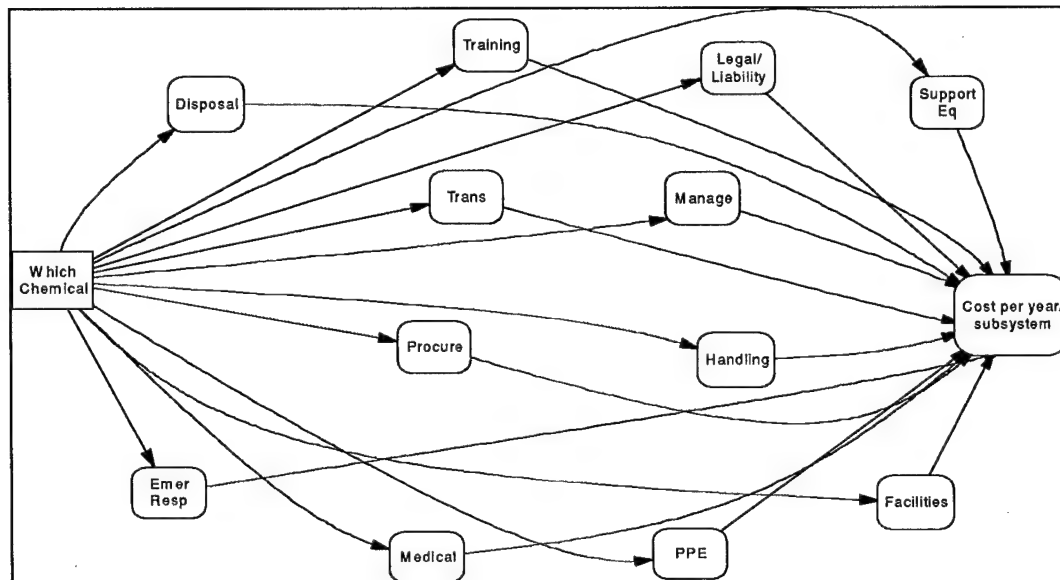 Training
Legal/
Liability
Support
Eq
Disposal
Trans
Manage
Which
Chemical
Cost per year/
subsystem
Procure
Handling
Emer
Resp
Facilities
Medical
PPE